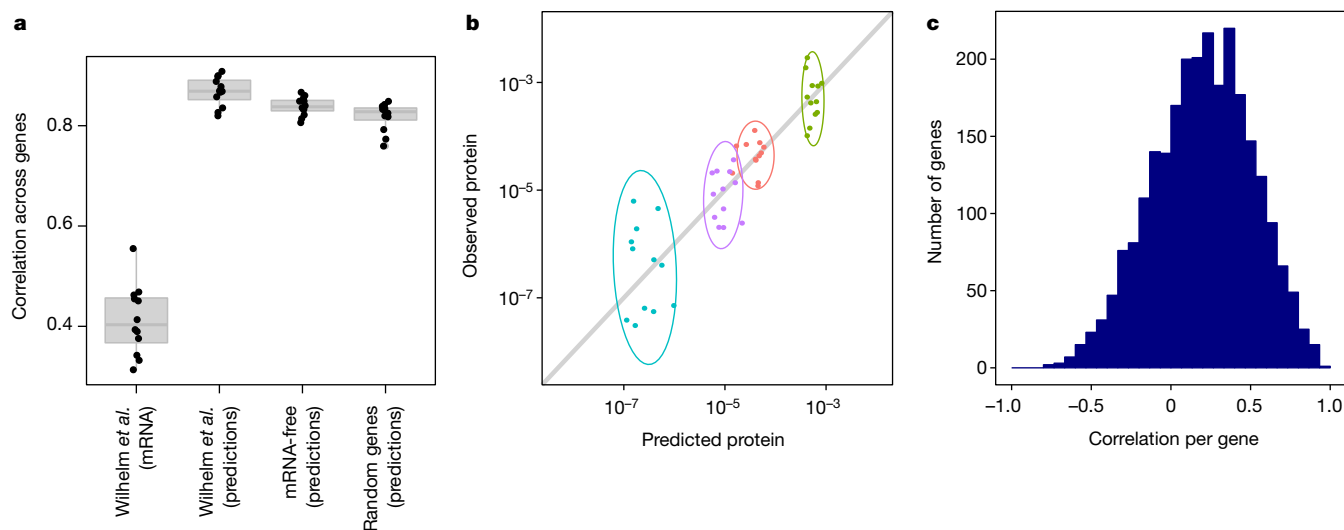 a
Correlation across genes
0.8
0.6
0.4
Wilhelm et al.
(mRNA)
Wilhelm et al.
(predictions)
mRNA-free
(predictions)
Random genes
(predictions)
b
Observed protein
10⁻³
10⁻⁵
10⁻⁷
10⁻⁷ 10⁻⁵ 10⁻³
Predicted protein
c
Number of genes
200
150
100
50
0
−1.0 −0.5 0 0.5 1.0
Correlation per gene